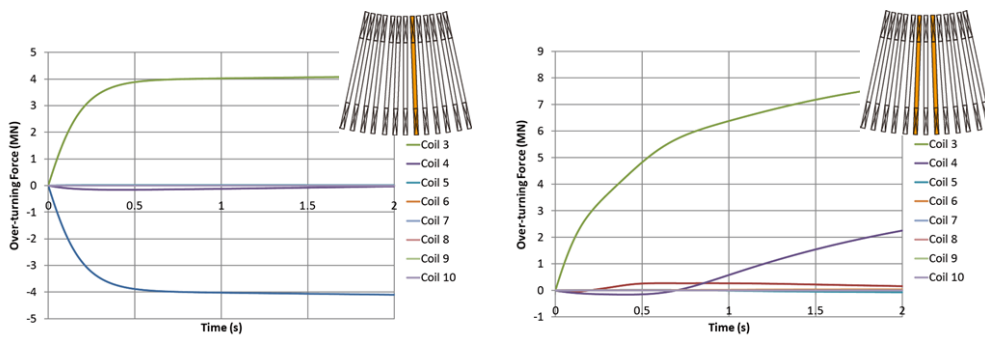 5
4
3
2
1
0
-1
-2
-3
-4
-5
0
0.5
1
1.5
2
Over-turning Force (MN)
Time (s)
Coil 3
Coil 4
Coil 5
Coil 6
Coil 7
Coil 8
Coil 9
Coil 10
9
8
7
6
5
4
3
2
1
0
-1
0
0.5
1
1.5
2
Over-turning Force (MN)
Time (s)
Coil 3
Coil 4
Coil 5
Coil 6
Coil 7
Coil 8
Coil 9
Coil 10